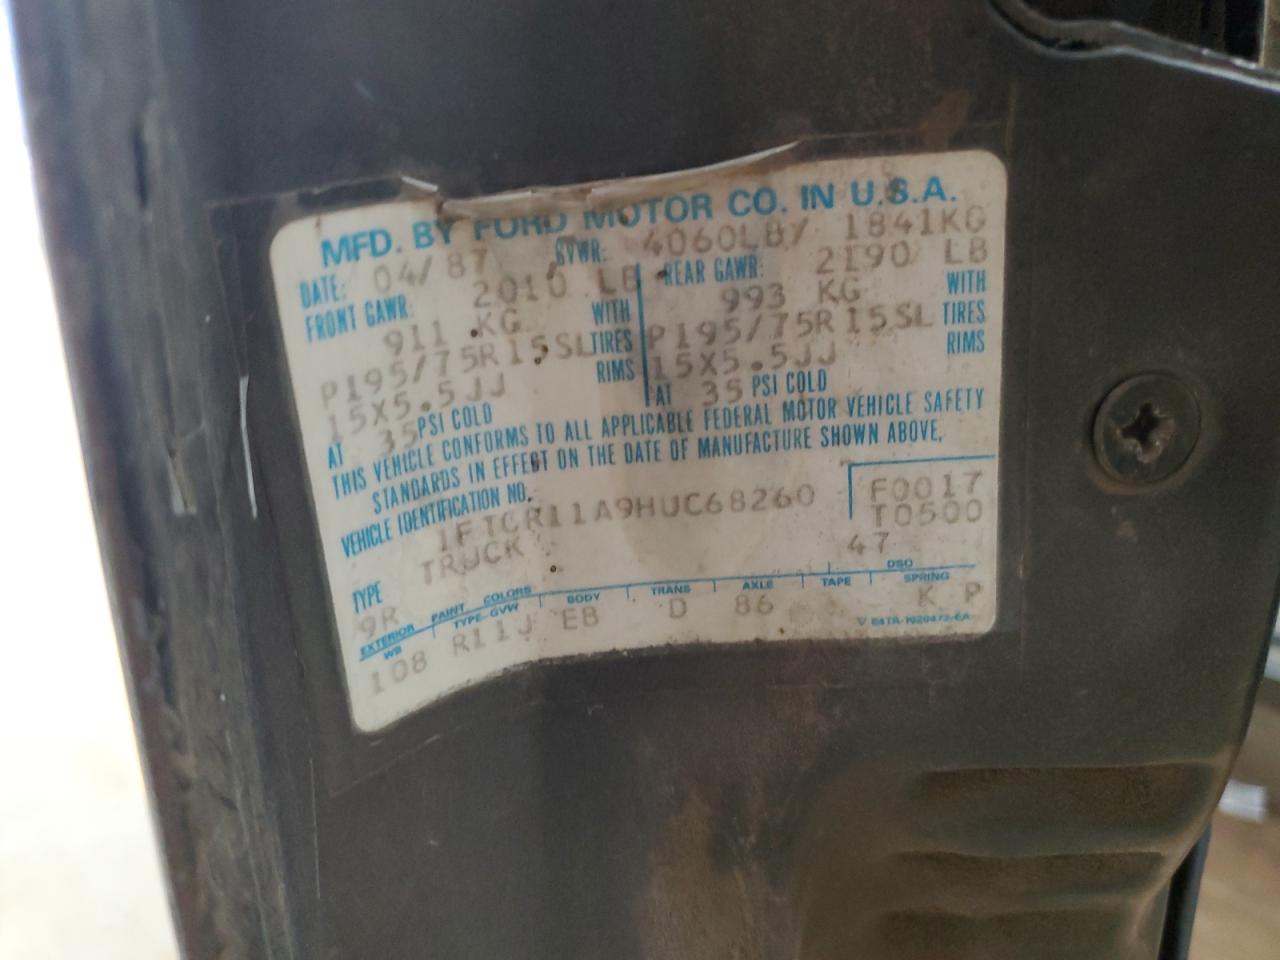 MFD. BY FORD MOTOR CO. IN U.S.A.
DATE: 04/87 GVWR: 4060LB/ 1841KG
FRONT GAWR: 2010 LB REAR GAWR: 2190 LB
911 KG WITH 993 KG WITH
P195/75R15SL TIRES P195/75R15SL TIRES
15X5.5JJ RIMS 15X5.5JJ RIMS
AT 35 PSI COLD AT 35 PSI COLD
THIS VEHICLE CONFORMS TO ALL APPLICABLE FEDERAL MOTOR VEHICLE SAFETY
STANDARDS IN EFFECT ON THE DATE OF MANUFACTURE SHOWN ABOVE.
VEHICLE IDENTIFICATION NO.
1FTCR11A9HUC68260 F0017
TYPE TRUCK T0500
9R 47
EXTERIOR PAINT COLORS DSO
WB TYPE-GVW BODY TRANS AXLE TAPE SPRING
108 R11J EB D 86 K P